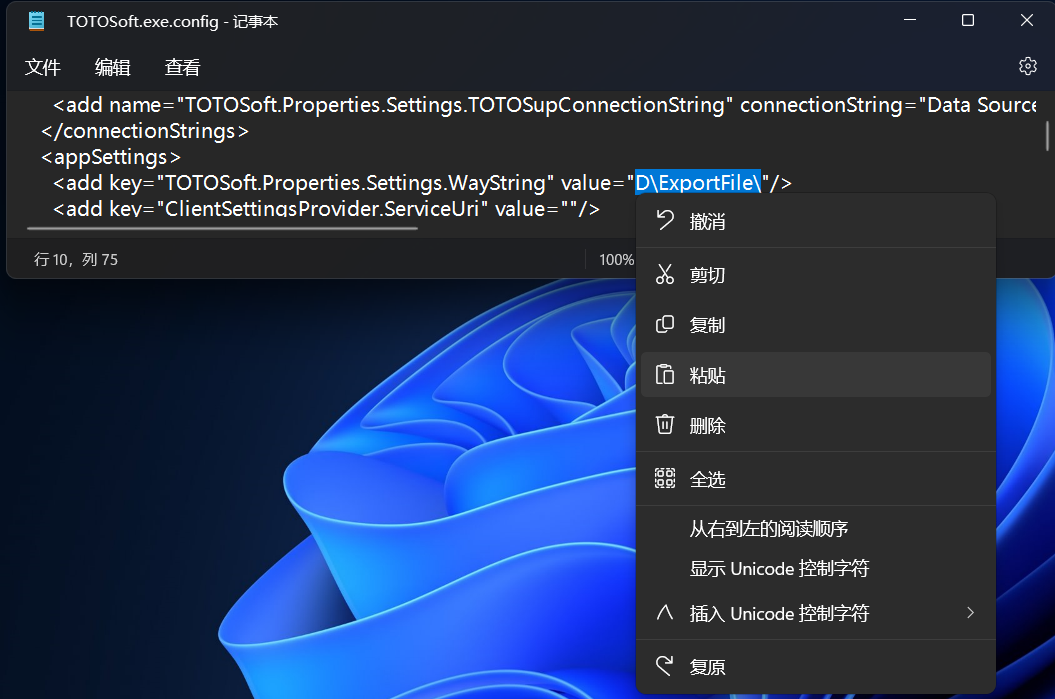 TOTOSoft.exe.config - 记事本
文件 编辑 查看
<add name="TOTOSoft.Properties.Settings.TOTOSupConnectionString" connectionString="Data Source
</connectionStrings>
<appSettings>
<add key="TOTOSoft.Properties.Settings.WayString" value="D\ExportFile\"/>
<add key="ClientSettingsProvider.ServiceUri" value=""/>
行 10，列 75
100%
撤消
剪切
复制
粘贴
删除
全选
从右到左的阅读顺序
显示 Unicode 控制字符
插入 Unicode 控制字符
复原